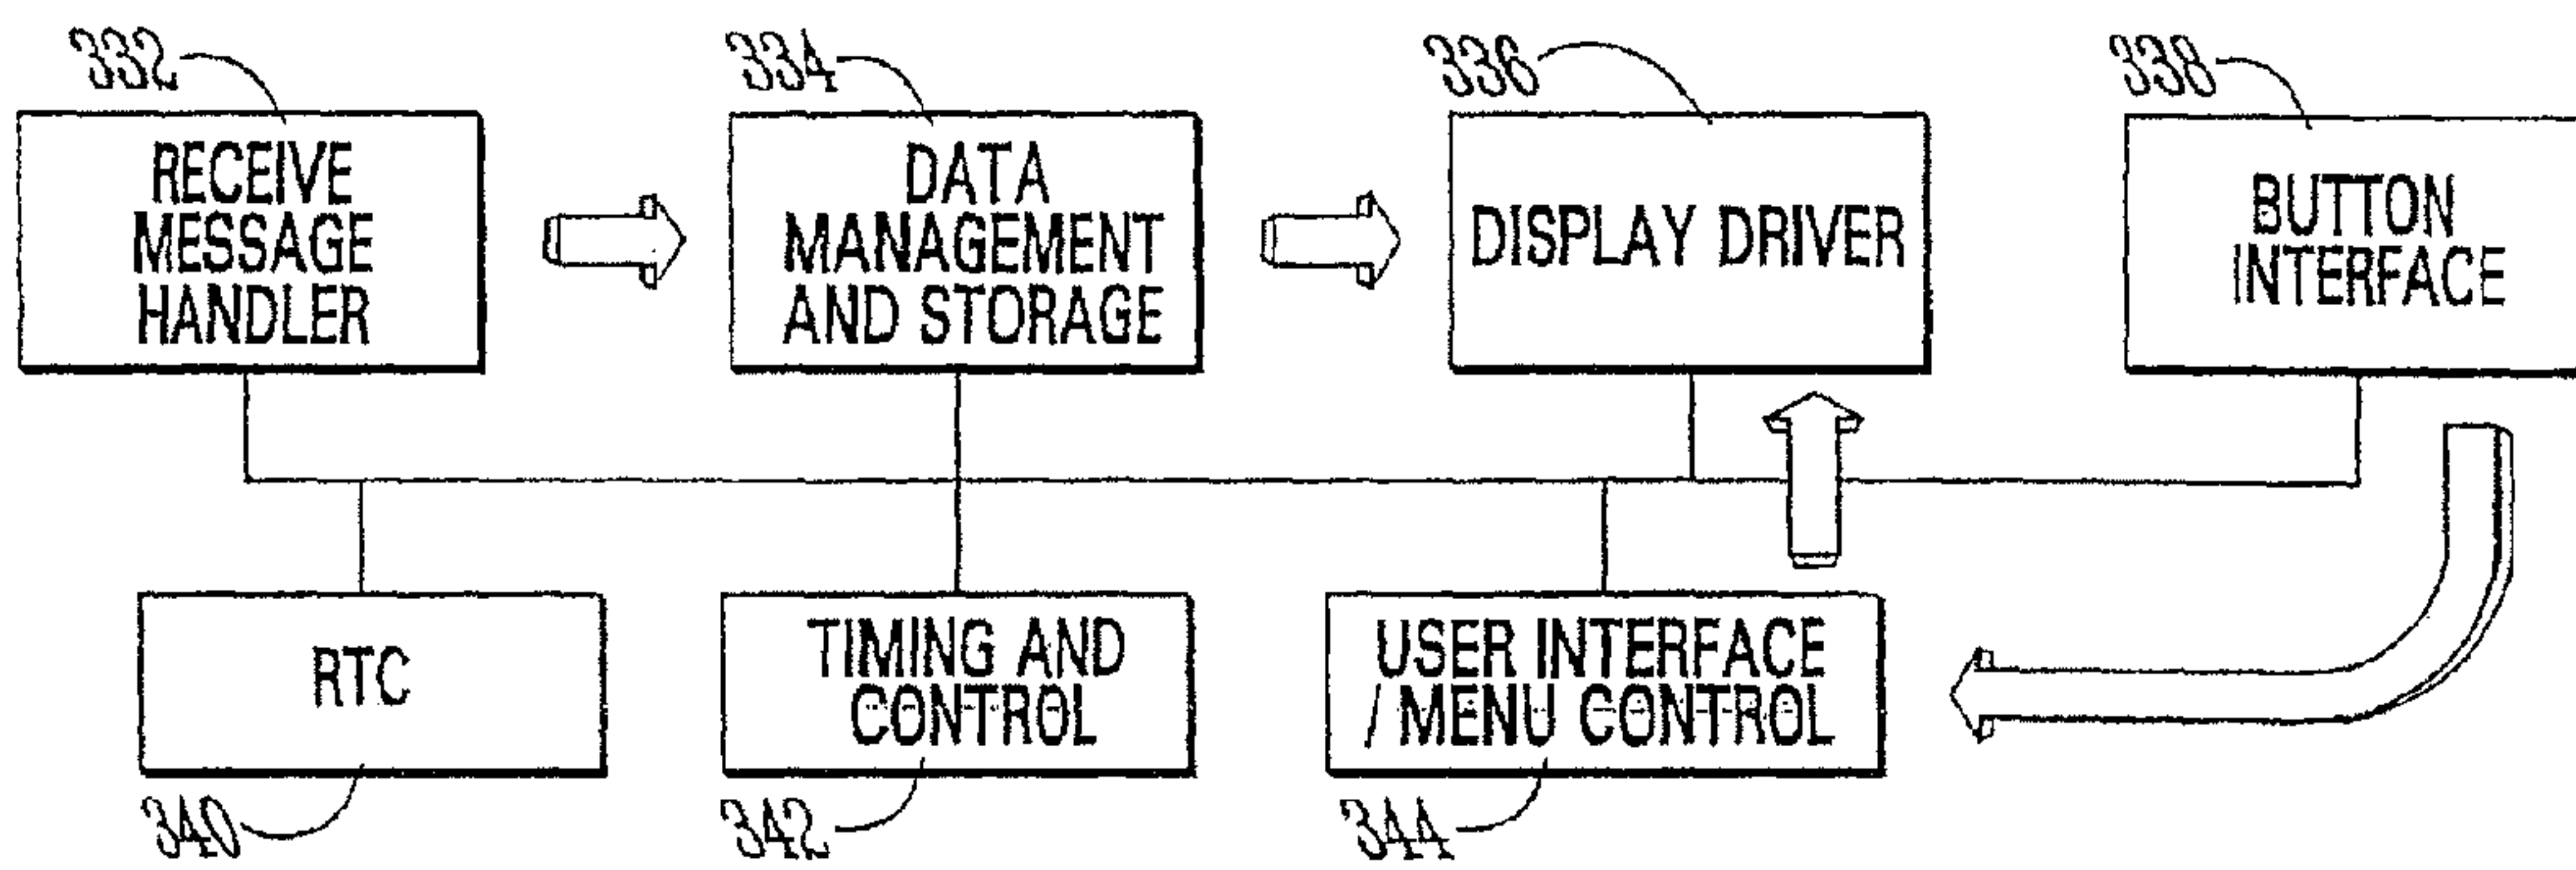 332
334
336
338
RECEIVE
MESSAGE
HANDLER
DATA
MANAGEMENT
AND STORAGE
DISPLAY DRIVER
BUTTON
INTERFACE
RTC
TIMING AND
CONTROL
USER INTERFACE
/ MENU CONTROL
340
342
344